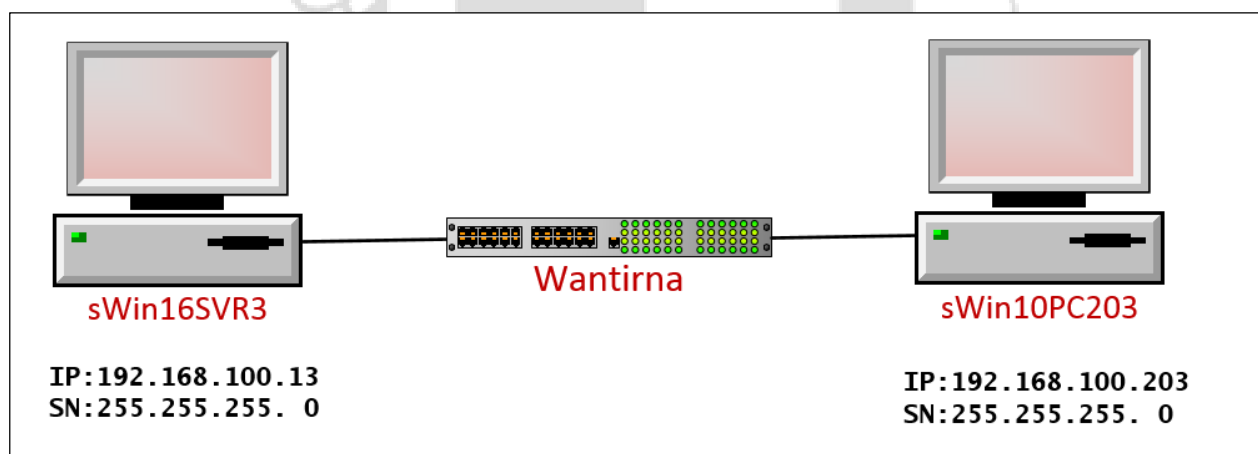 sWin16SVR3
IP:192.168.100.13
SN:255.255.255. 0
Wantirna
sWin10PC203
IP:192.168.100.203
SN:255.255.255. 0